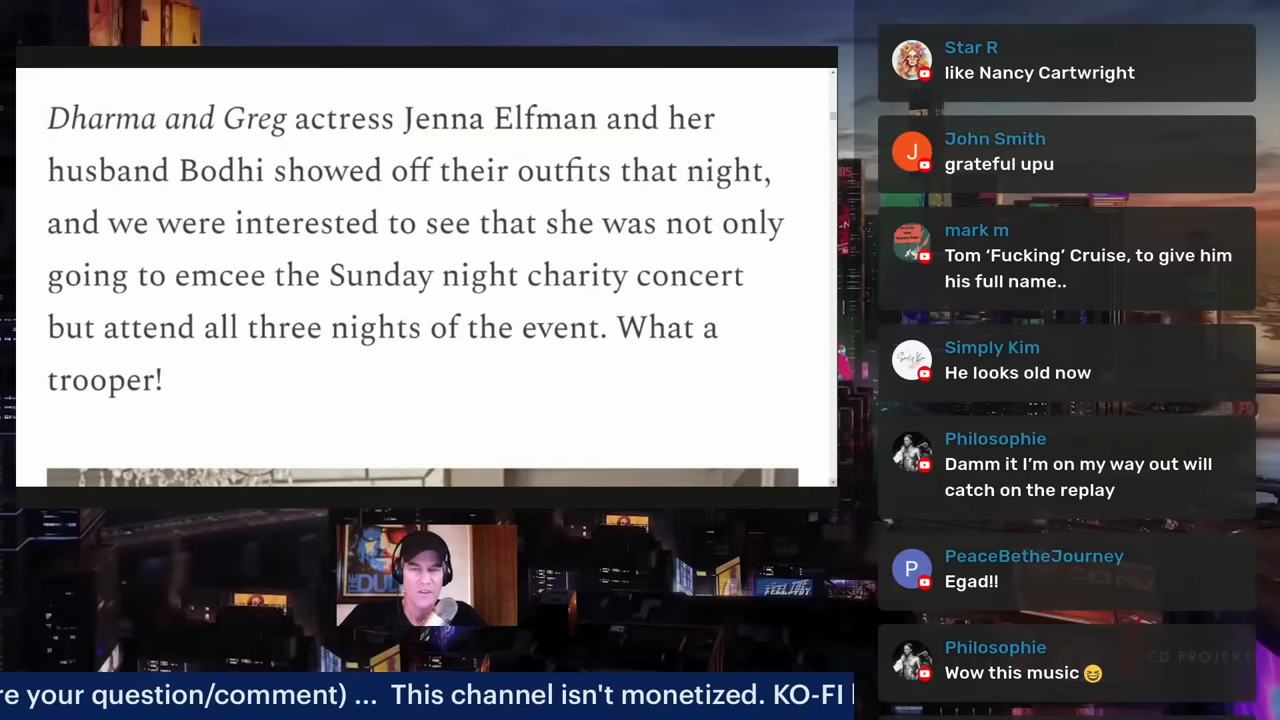 Dharma and Greg actress Jenna Elfman and her
husband Bodhi showed off their outfits that night,
and we were interested to see that she was not only
going to emcee the Sunday night charity concert
but attend all three nights of the event. What a
trooper!
Star R
like Nancy Cartwright
John Smith
J
grateful upu
mark m
Tom ‘Fucking’ Cruise, to give him
his full name..
Simply Kim
He looks old now
Philosophie
Damm it I’m on my way out will
catch on the replay
PeaceBetheJourney
P
Egad!!
Philosophie
Wow this music
CD PROJEKT
re your question/comment) ... This channel isn't monetized. KO-FI